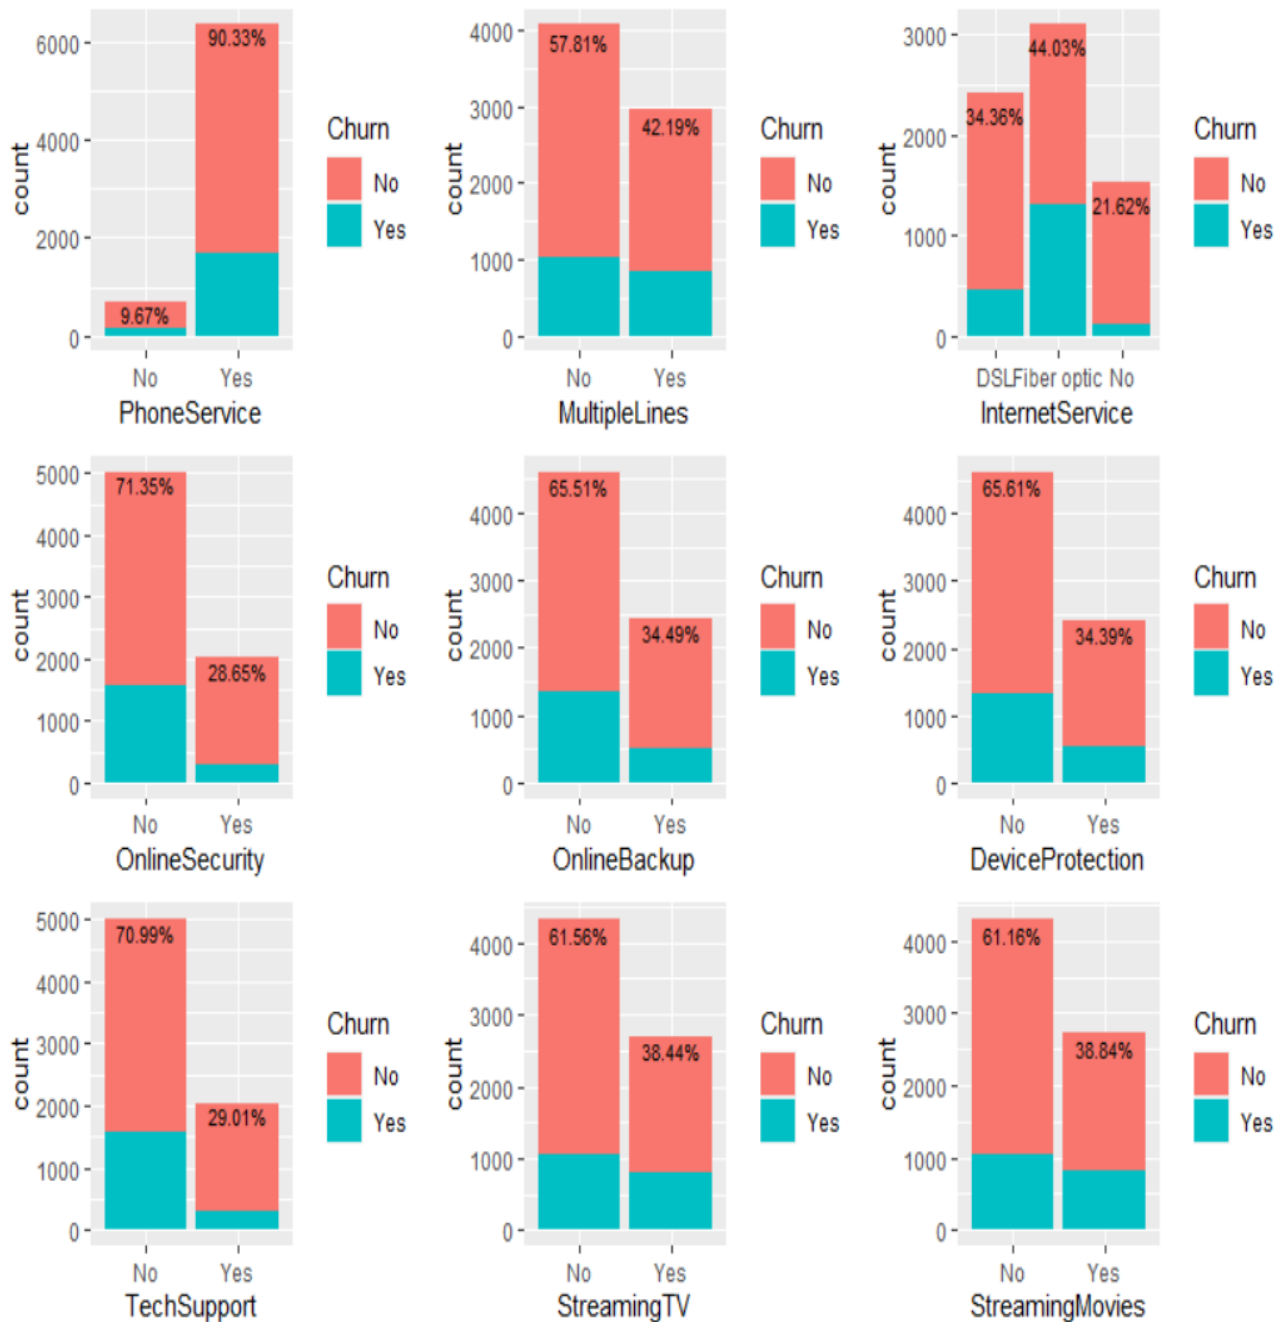 6000
4000
2000
0
count
90.33%
9.67%
No Yes
PhoneService
Churn
No
Yes
4000
3000
2000
1000
0
count
57.81%
42.19%
No Yes
MultipleLines
Churn
No
Yes
3000
2000
1000
0
count
34.36%
44.03%
21.62%
DSLFiber optic No
InternetService
Churn
No
Yes
5000
4000
3000
2000
1000
0
count
71.35%
28.65%
No Yes
OnlineSecurity
Churn
No
Yes
4000
3000
2000
1000
0
count
65.51%
34.49%
No Yes
OnlineBackup
Churn
No
Yes
4000
3000
2000
1000
0
count
65.61%
34.39%
No Yes
DeviceProtection
Churn
No
Yes
5000
4000
3000
2000
1000
0
count
70.99%
29.01%
No Yes
TechSupport
Churn
No
Yes
4000
3000
2000
1000
0
count
61.56%
38.44%
No Yes
StreamingTV
Churn
No
Yes
4000
3000
2000
1000
0
count
61.16%
38.84%
No Yes
StreamingMovies
Churn
No
Yes